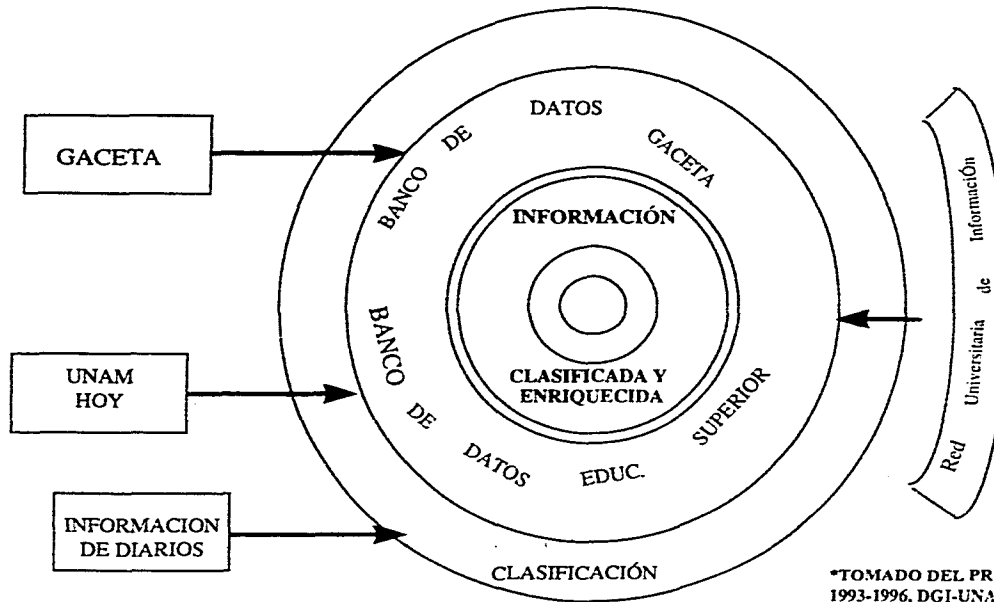 GACETA
UNAM
HOY
INFORMACION
DE DIARIOS
BANCO DE DATOS GACETA
INFORMACIÓN
CLASIFICADA Y
ENRIQUECIDA
BANCO DE DATOS EDUC. SUPERIOR
CLASIFICACIÓN
Red Universitaria de InformaciÓn
*TOMADO DEL PR
1993-1996, DGI-UNA